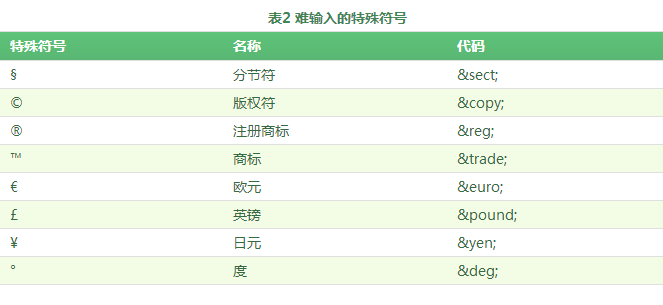 表2 难输入的特殊符号
特殊符号 名称 代码
§ 分节符 &sect;
© 版权符 &copy;
® 注册商标 &reg;
™ 商标 &trade;
€ 欧元 &euro;
£ 英镑 &pound;
¥ 日元 &yen;
° 度 &deg;